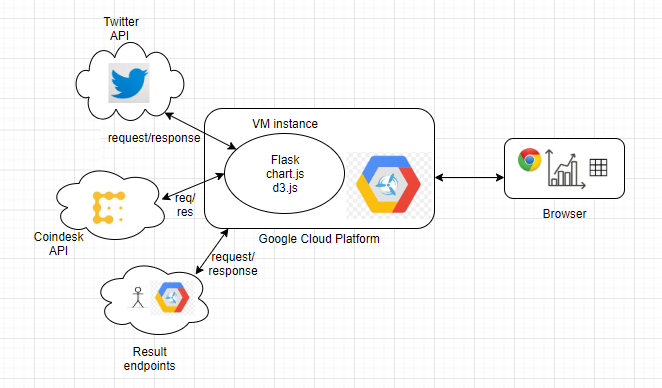 Twitter
API
request/response
VM instance
Flask
chart.js
d3.js
Google Cloud Platform
req/
res
Coindesk
API
request/
response
Result
endpoints
Browser